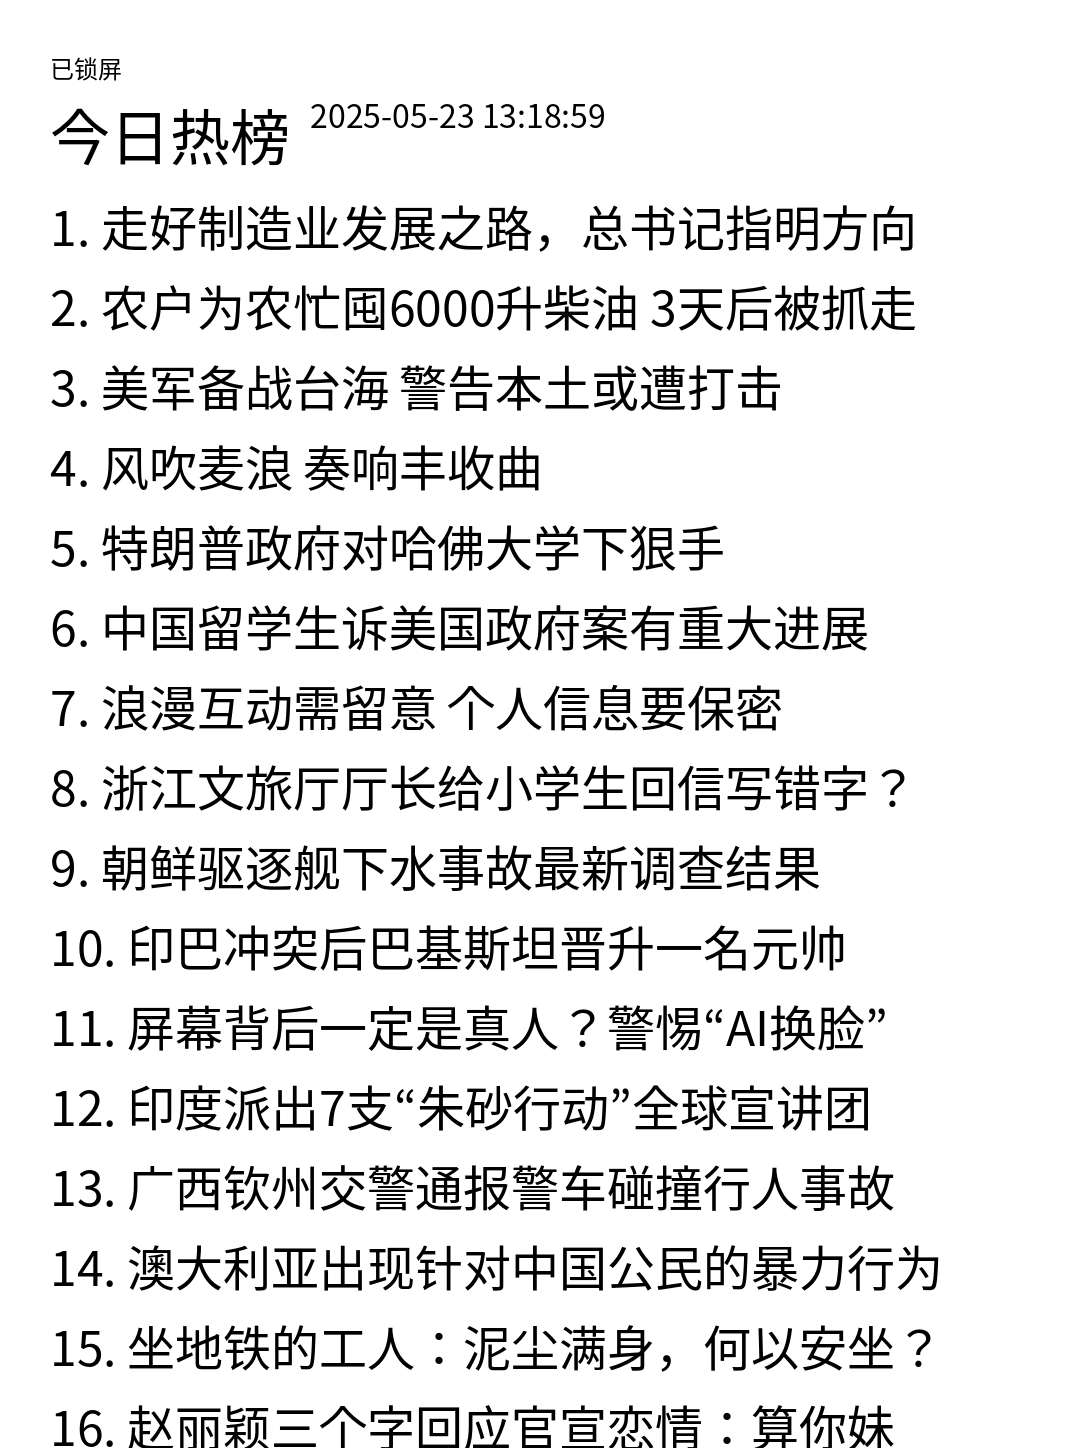 已锁屏
今日热榜 2025-05-23 13:18:59
1. 走好制造业发展之路，总书记指明方向
2. 农户为农忙囤6000升柴油 3天后被抓走
3. 美军备战台海 警告本土或遭打击
4. 风吹麦浪 奏响丰收曲
5. 特朗普政府对哈佛大学下狠手
6. 中国留学生诉美国政府案有重大进展
7. 浪漫互动需留意 个人信息要保密
8. 浙江文旅厅厅长给小学生回信写错字？
9. 朝鲜驱逐舰下水事故最新调查结果
10. 印巴冲突后巴基斯坦晋升一名元帅
11. 屏幕背后一定是真人？警惕“AI换脸”
12. 印度派出7支“朱砂行动”全球宣讲团
13. 广西钦州交警通报警车碰撞行人事故
14. 澳大利亚出现针对中国公民的暴力行为
15. 坐地铁的工人：泥尘满身，何以安坐？
16. 赵丽颖三个字回应官宣恋情：算你妹